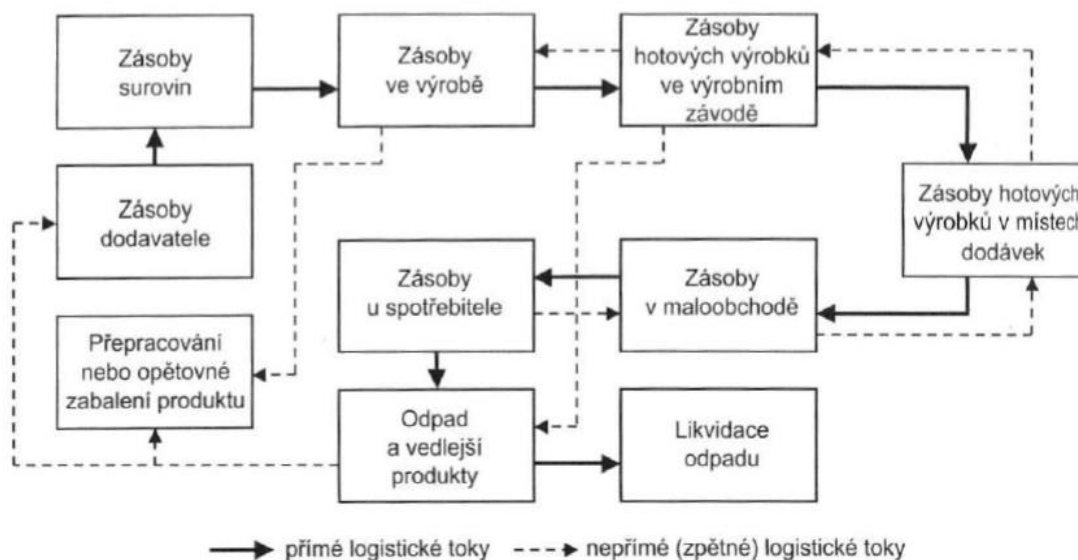 Zásoby
surovin
Zásoby
ve výrobě
Zásoby
hotových výrobků
ve výrobním
závodě
Zásoby
dodavatele
Zásoby hotových
výrobků v místech
dodávek
Zásoby
u spotřebitele
Zásoby
v maloobchodě
Přepracování
nebo opětovné
zabalení produktu
Odpad
a vedlejší
produkty
Likvidace
odpadu
přímé logistické toky
nepřímé (zpětné) logistické toky